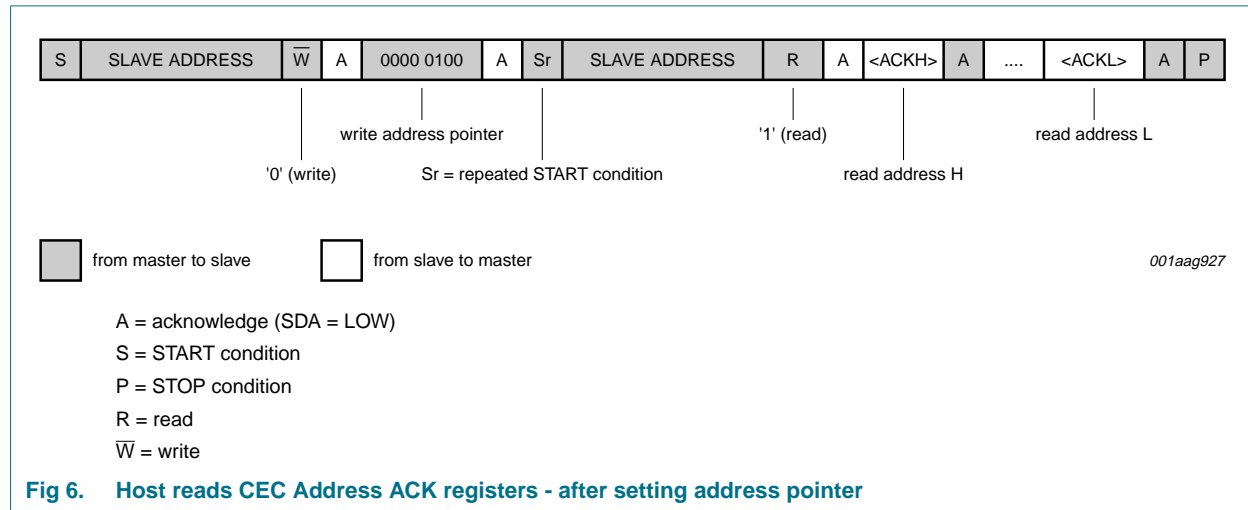 S SLAVE ADDRESS W̅ A 0000 0100 A Sr SLAVE ADDRESS R A <ACKH> A .... <ACKL> A P
write address pointer '1' (read) read address L
'0' (write) Sr = repeated START condition read address H
from master to slave from slave to master 001aag927
A = acknowledge (SDA = LOW)
S = START condition
P = STOP condition
R = read
W̅ = write
Fig 6. Host reads CEC Address ACK registers - after setting address pointer